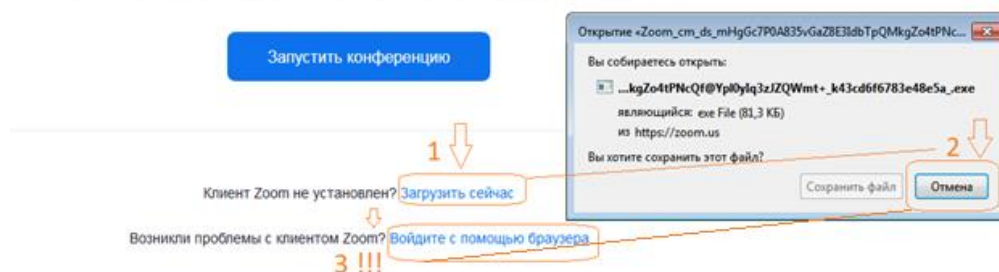 Запустить конференцию
1
Клиент Zoom не установлен? Загрузить сейчас
Возникли проблемы с клиентом Zoom? Войдите с помощью браузера
3 !!!
Открытие «Zoom_cm_ds_mHgGc7P0A835vGaZ8E3IdbTpQMkgZo4tPNc...
Вы собираетесь открыть:
...kgZo4tPNcQf@Ypl0yIq3zJZQWmt+_k43cd6f6783e48e5a_.exe
являющийся: exe File (81,3 КБ)
из https://zoom.us
Вы хотите сохранить этот файл?
2
Сохранить файл Отмена